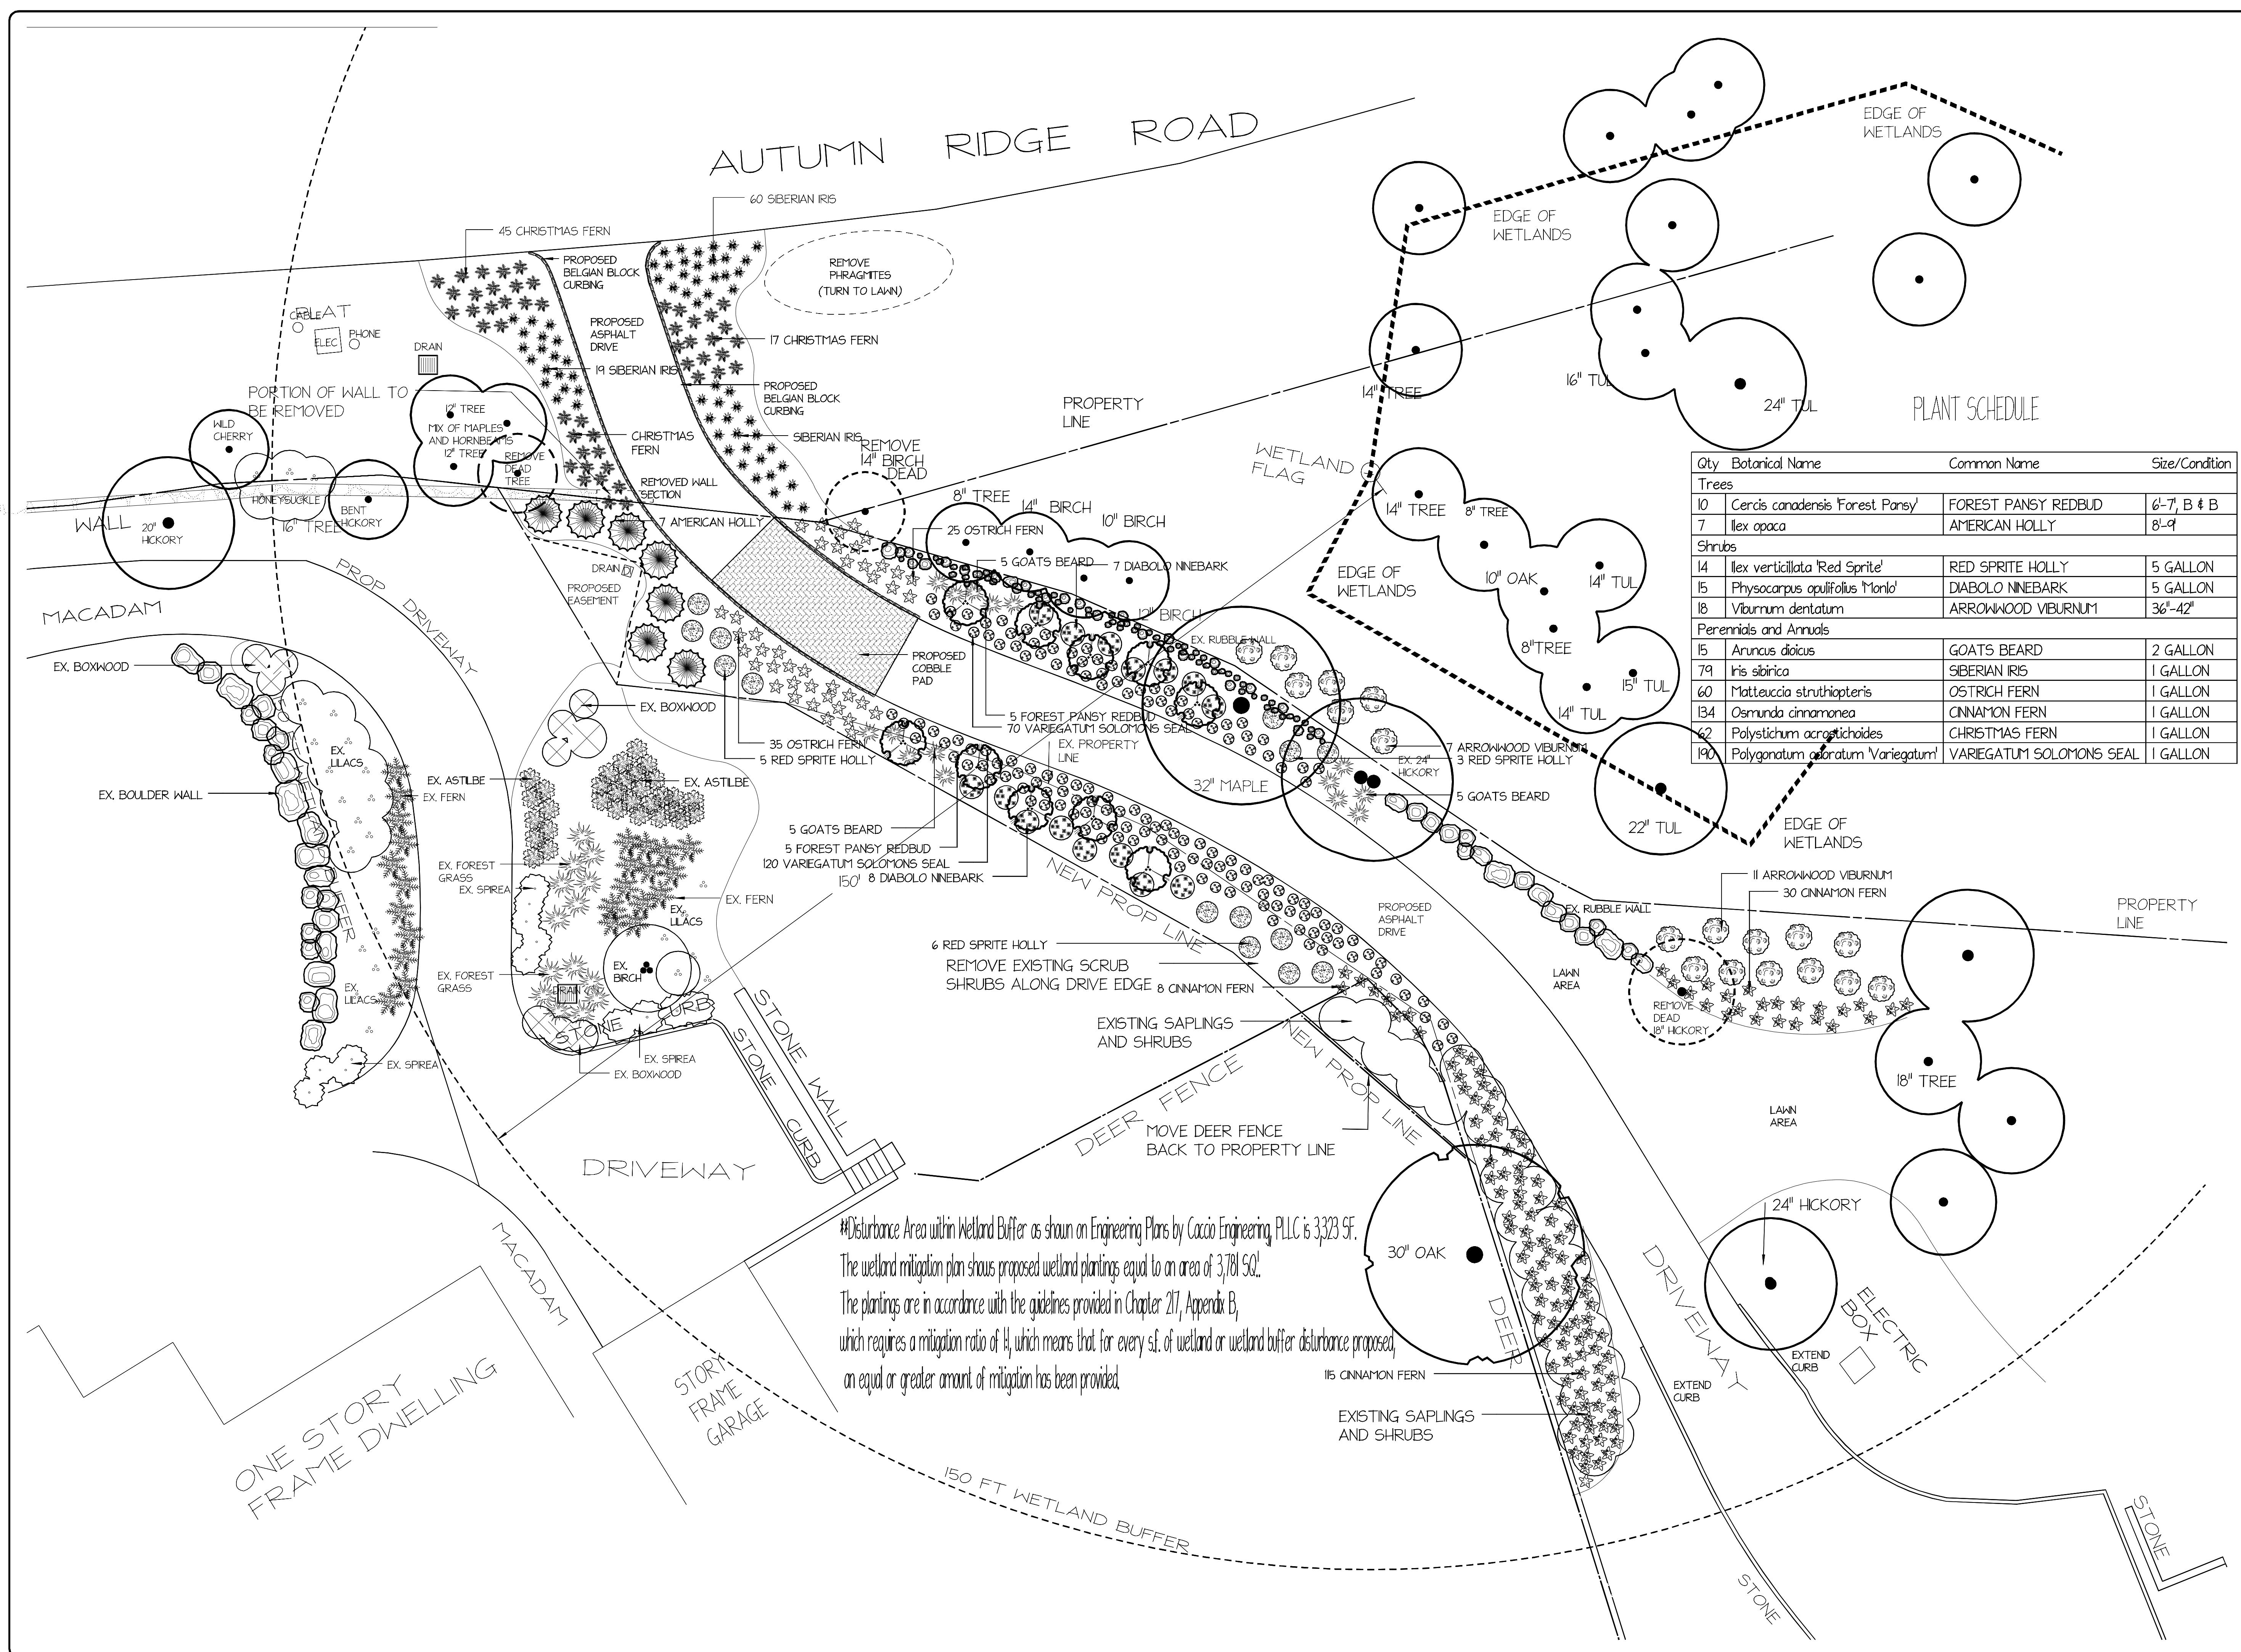 AUTUMN RIDGE ROAD
EDGE OF
WETLANDS
60 SIBERIAN IRIS
EDGE OF
WETLANDS
45 CHRISTMAS FERN
PROPOSED
BELGIAN BLOCK
CURBING
REMOVE
PHRAGMITES
(TURN TO LAWN)
CABLE
ELEC
PHONE
DRAIN
PROPOSED
ASPHALT
DRIVE
17 CHRISTMAS FERN
19 SIBERIAN IRIS
PROPOSED
BELGIAN BLOCK
CURBING
PORTION OF WALL TO
BE REMOVED
PROPERTY
LINE
14" TREE
16" TUL
24" TUL
PLANT SCHEDULE
12" TREE
MIX OF MAPLES
AND HORNBEAMS
12" TREE
WILD
CHERRY
REMOVE
DEAD
TREE
CHRISTMAS
FERN
SIBERIAN IRIS
REMOVE
14" BIRCH
DEAD
WETLAND
FLAG
Qty Botanical Name Common Name Size/Condition
Trees
10 Cercis canadensis 'Forest Pansy' FOREST PANSY REDBUD 6'-7', B & B
7 Ilex opaca AMERICAN HOLLY 8'-9'
Shrubs
14 Ilex verticillata 'Red Sprite' RED SPRITE HOLLY 5 GALLON
15 Physocarpus opulifolius 'Monlo' DIABOLO NINEBARK 5 GALLON
18 Viburnum dentatum ARROWWOOD VIBURNUM 36"-42"
Perennials and Annuals
15 Aruncus dioicus GOATS BEARD 2 GALLON
79 Iris sibirica SIBERIAN IRIS 1 GALLON
60 Matteuccia struthiopteris OSTRICH FERN 1 GALLON
134 Osmunda cinnamonea CINNAMON FERN 1 GALLON
62 Polystichum acrostichoides CHRISTMAS FERN 1 GALLON
190 Polygonatum odoratum 'Variegatum' VARIEGATUM SOLOMONS SEAL 1 GALLON
REMOVED WALL
SECTION
HONEYSUCKLE
BENT
HICKORY
WALL
20"
HICKORY
16" TREE
7 AMERICAN HOLLY
8" TREE
14" BIRCH
10" BIRCH
25 OSTRICH FERN
14" TREE
8" TREE
5 GOATS BEARD
7 DIABOLO NINEBARK
DRAIN
PROPOSED
EASEMENT
EDGE OF
WETLANDS
10" OAK
14" TUL
PROP DRIVEWAY
MACADAM
12" BIRCH
EX. RUBBLE WALL
8"TREE
PROPOSED
COBBLE
PAD
EX. BOXWOOD
15" TUL
14" TUL
EX. BOXWOOD
5 FOREST PANSY REDBUD
70 VARIEGATUM SOLOMONS SEAL
EX. PROPERTY
LINE
35 OSTRICH FERN
5 RED SPRITE HOLLY
7 ARROWWOOD VIBURNUM
3 RED SPRITE HOLLY
EX.
LILACS
EX. 24"
HICKORY
EX. ASTILBE
EX. ASTILBE
32" MAPLE
EX. BOULDER WALL
EX. FERN
5 GOATS BEARD
22" TUL
EDGE OF
WETLANDS
5 GOATS BEARD
5 FOREST PANSY REDBUD
120 VARIEGATUM SOLOMONS SEAL
150'
8 DIABOLO NINEBARK
EX. FOREST
GRASS
EX. SPIREA
EX. FERN
NEW PROP LINE
11 ARROWWOOD VIBURNUM
30 CINNAMON FERN
EX.
LILACS
PROPOSED
ASPHALT
DRIVE
EX. RUBBLE WALL
PROPERTY
LINE
6 RED SPRITE HOLLY
REMOVE EXISTING SCRUB
SHRUBS ALONG DRIVE EDGE
8 CINNAMON FERN
EX.
BIRCH
EX. FOREST
GRASS
DRAIN
EX.
LILACS
LAWN
AREA
REMOVE
DEAD
18" HICKORY
STONE CURB
STONE WALL
STONE CURB
EXISTING SAPLINGS
AND SHRUBS
NEW PROP LINE
EX. SPIREA
EX. SPIREA
EX. BOXWOOD
18" TREE
LAWN
AREA
DEER FENCE
MOVE DEER FENCE
BACK TO PROPERTY LINE
DRIVEWAY
24" HICKORY
**Disturbance Area within Wetland Buffer as shown on Engineering Plans by Caccio Engineering, PLLC is 3,323 SF.
The wetland mitigation plan shows proposed wetland plantings equal to an area of 3,781 SQ'.
The plantings are in accordance with the guidelines provided in Chapter 217, Appendix B,
which requires a mitigation ratio of 1:1, which means that for every s.f. of wetland or wetland buffer disturbance proposed,
an equal or greater amount of mitigation has been provided.
30" OAK
MACADAM
DEER
DRIVEWAY
ELECTRIC
BOX
EXTEND
CURB
EXTEND
CURB
115 CINNAMON FERN
EXISTING SAPLINGS
AND SHRUBS
STORY
FRAME
GARAGE
ONE STORY
FRAME DWELLING
150 FT WETLAND BUFFER
STONE
STONE